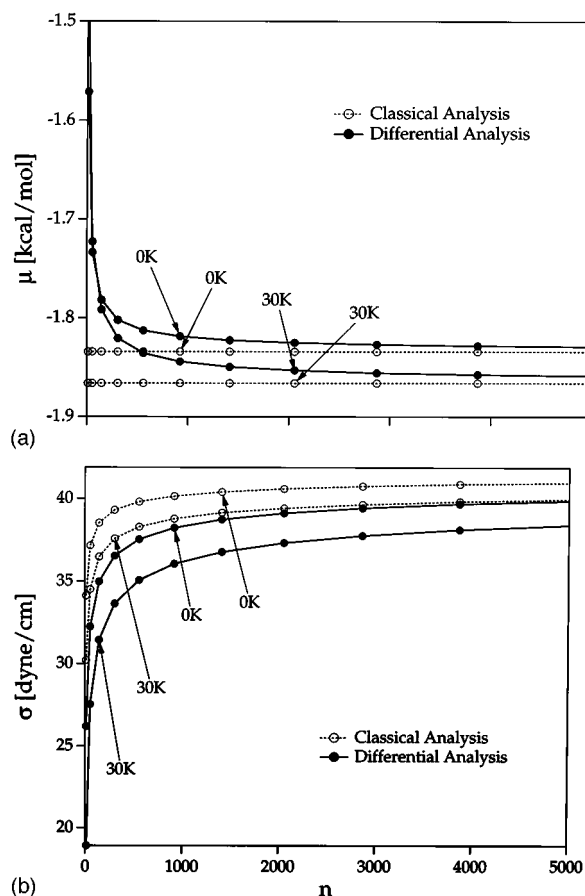 -1.5
-1.6
-1.7
-1.8
-1.9
μ [kcal/mol]
Classical Analysis
Differential Analysis
0K
0K
30K
30K
(a)
40
35
30
25
20
σ [dyne/cm]
0K
0K
30K
30K
Classical Analysis
Differential Analysis
0
1000
2000
3000
4000
5000
(b)
n